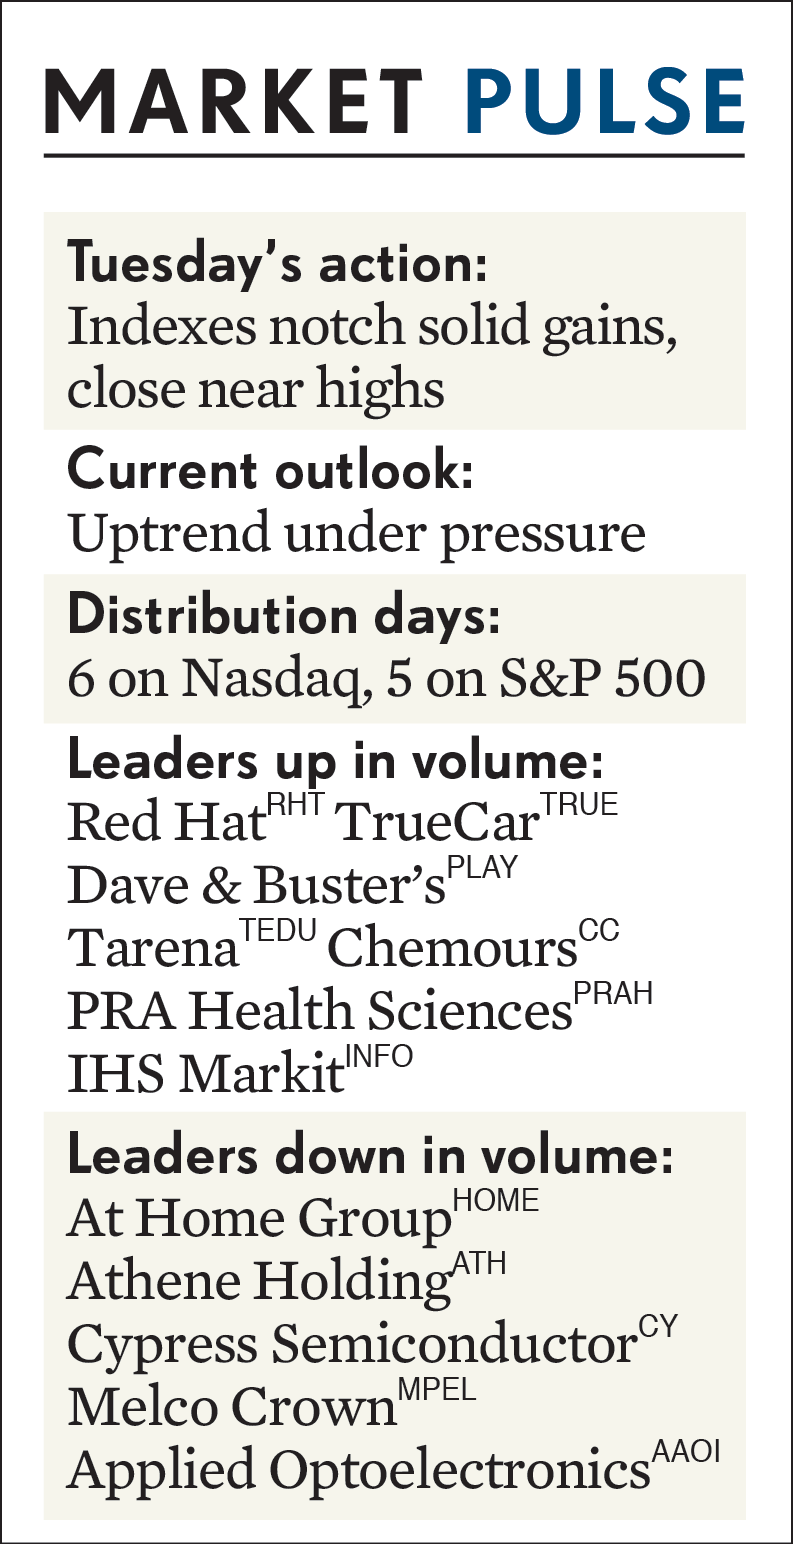 MARKET PULSE
Tuesday’s action:
Indexes notch solid gains,
close near highs
Current outlook:
Uptrend under pressure
Distribution days:
6 on Nasdaq, 5 on S&P 500
Leaders up in volume:
Red Hat RHT TrueCar TRUE
Dave & Buster’s PLAY
Tarena TEDU Chemours CC
PRA Health Sciences PRAH
IHS Markit INFO
Leaders down in volume:
At Home Group HOME
Athene Holding ATH
Cypress Semiconductor CY
Melco Crown MPEL
Applied Optoelectronics AAOI